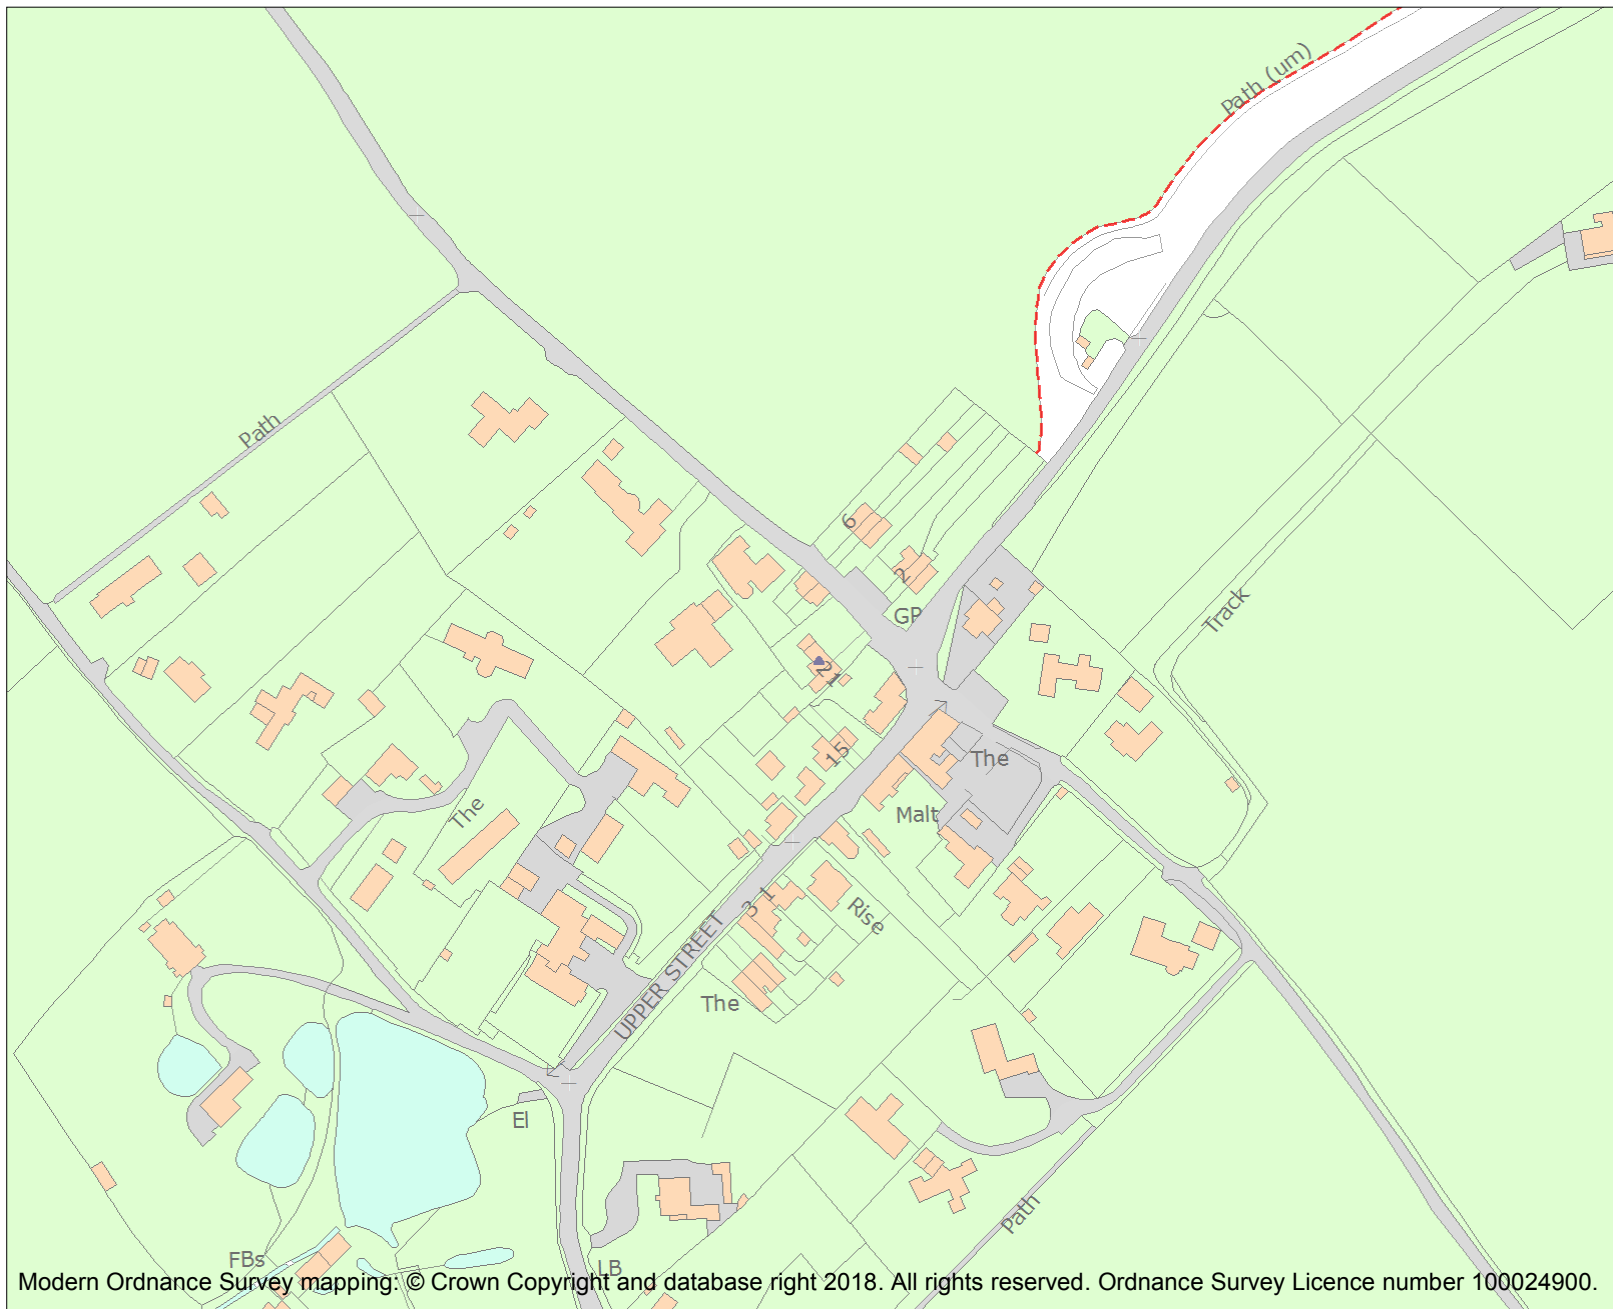 Path (um)
Path
6
2
GP
Track
21
15
The
The
Malt
3 1
Rise
UPPER STREET
The
El
Path
FBs
LB
Modern Ordnance Survey mapping: © Crown Copyright and database right 2018. All rights reserved. Ordnance Survey Licence number 100024900.